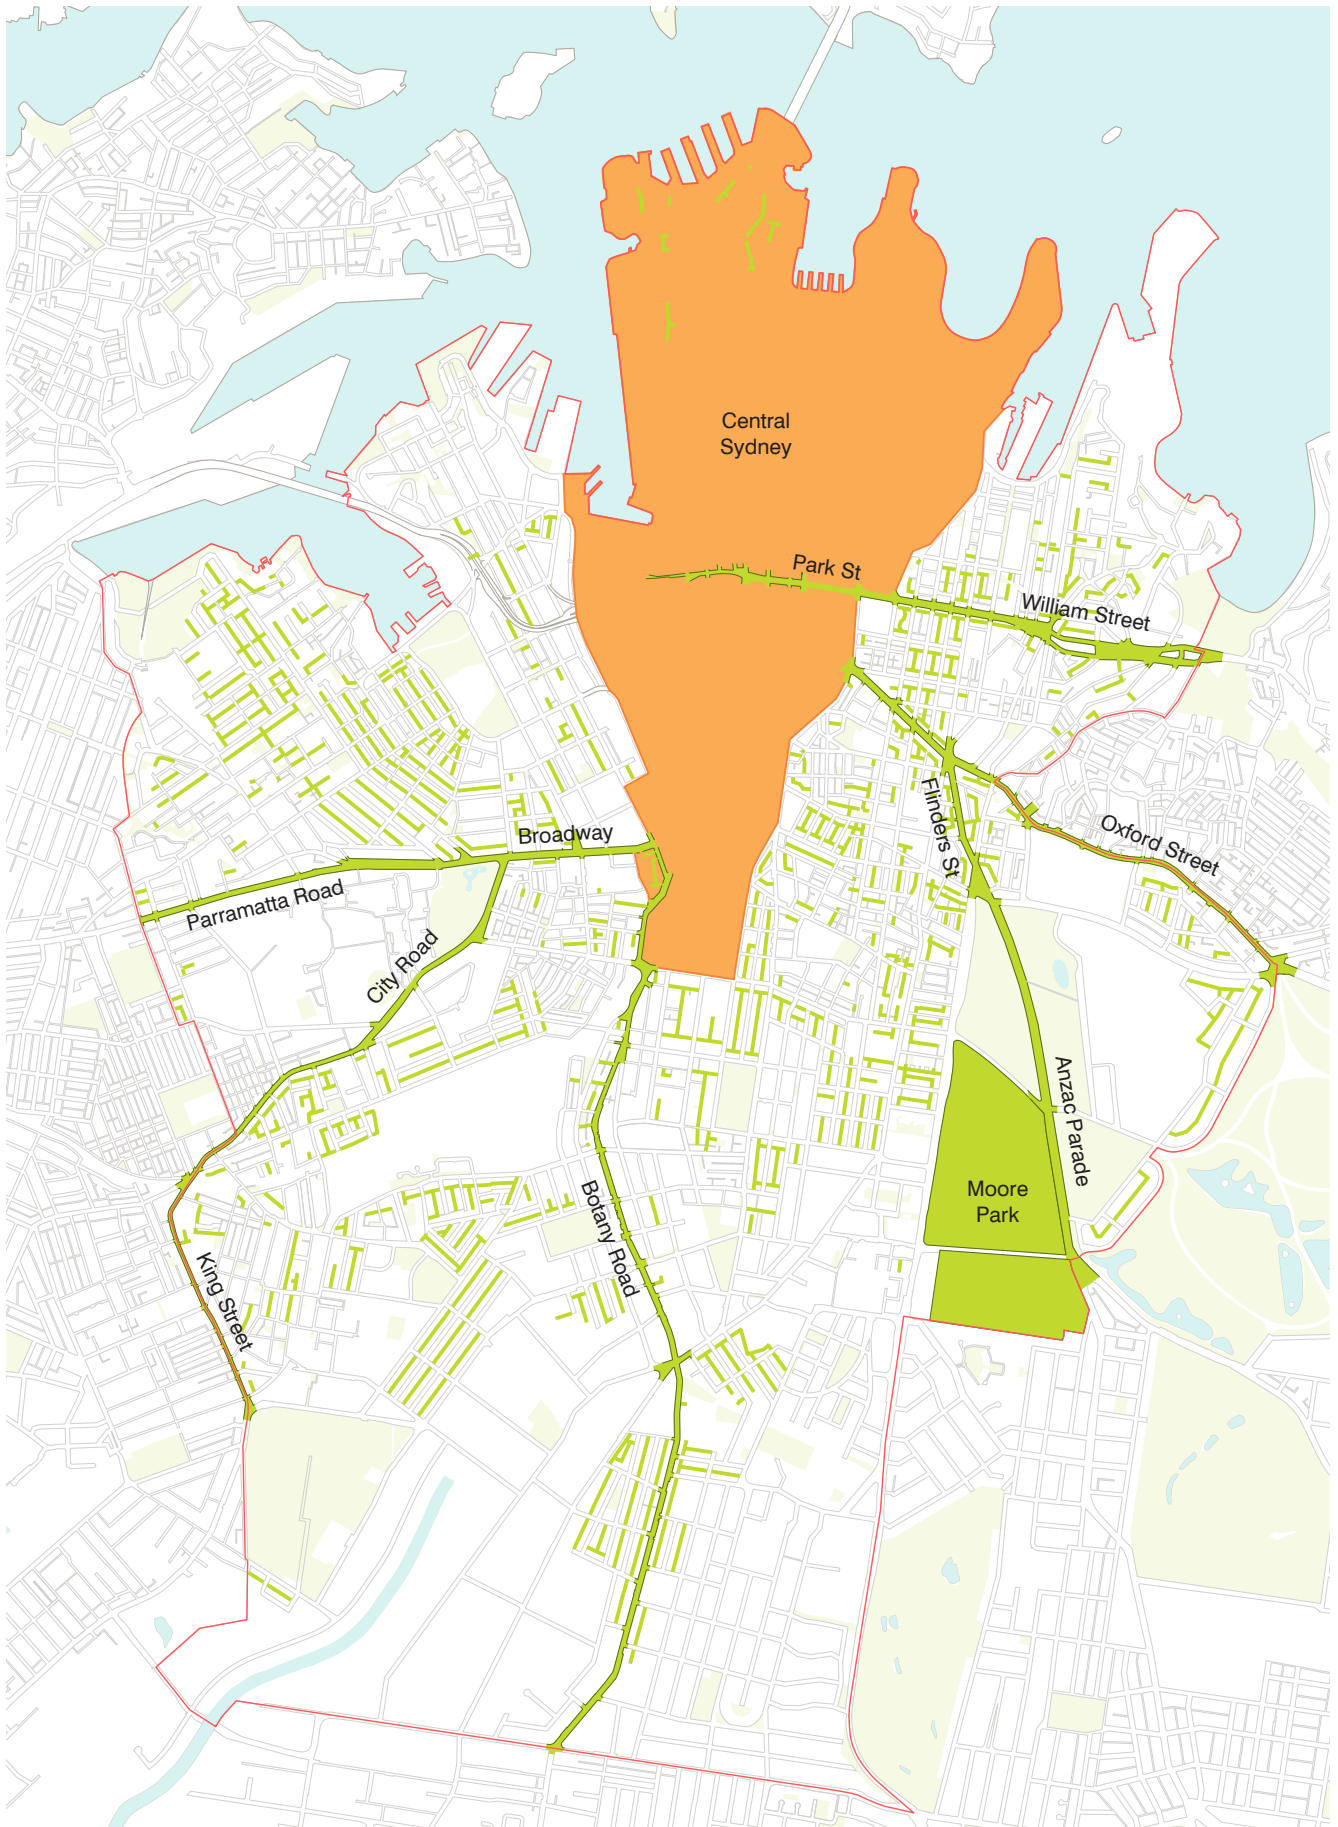 Central
Sydney
Park St
William Street
Flinders St
Oxford Street
Broadway
Parramatta Road
City Road
Anzac Parade
Moore
Park
Botany Road
King Street